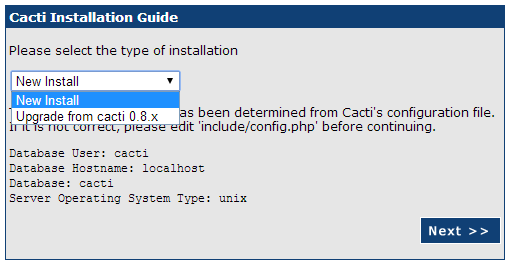 Cacti Installation Guide
Please select the type of installation
New Install
New Install
Upgrade from cacti 0.8.x
as been determined from Cacti's configuration file.
If it is not correct, please edit 'include/config.php' before continuing.
Database User: cacti
Database Hostname: localhost
Database: cacti
Server Operating System Type: unix
Next >>